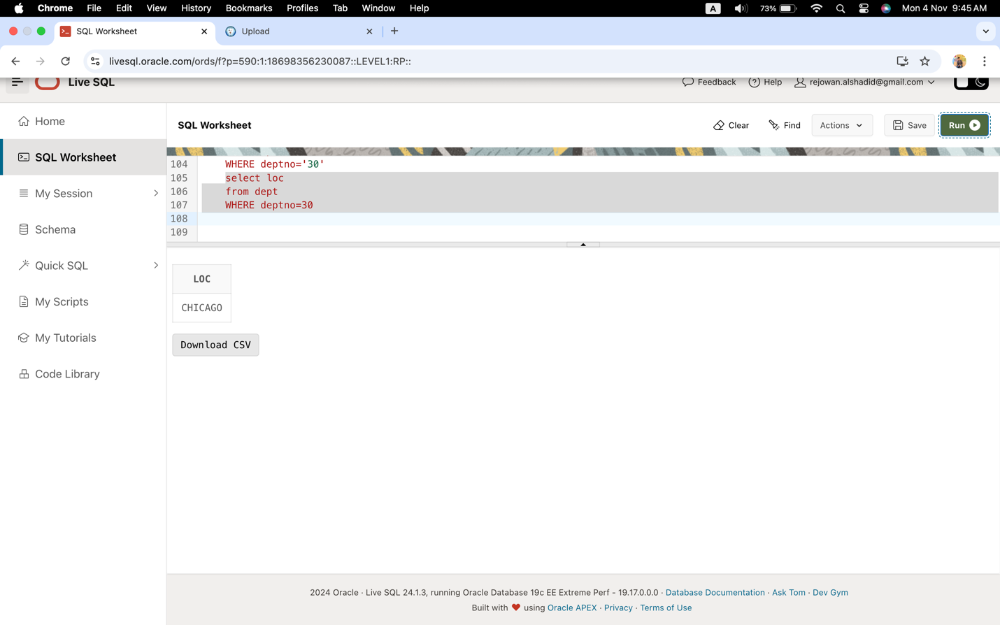 Chrome File Edit View History Bookmarks Profiles Tab Window Help A 73% Mon 4 Nov 9:45 AM
SQL Worksheet Upload
livesql.oracle.com/ords/f?p=590:1:18698356230087::LEVEL1:RP::
Live SQL Feedback Help rejowan.alshadid@gmail.com
Home
SQL Worksheet
My Session
Schema
Quick SQL
My Scripts
My Tutorials
Code Library
SQL Worksheet Clear Find Actions Save Run
104 WHERE deptno='30'
105 select loc
106 from dept
107 WHERE deptno=30
108
109
LOC
CHICAGO
Download CSV
2024 Oracle · Live SQL 24.1.3, running Oracle Database 19c EE Extreme Perf - 19.17.0.0.0 · Database Documentation · Ask Tom · Dev Gym
Built with ❤ using Oracle APEX · Privacy · Terms of Use